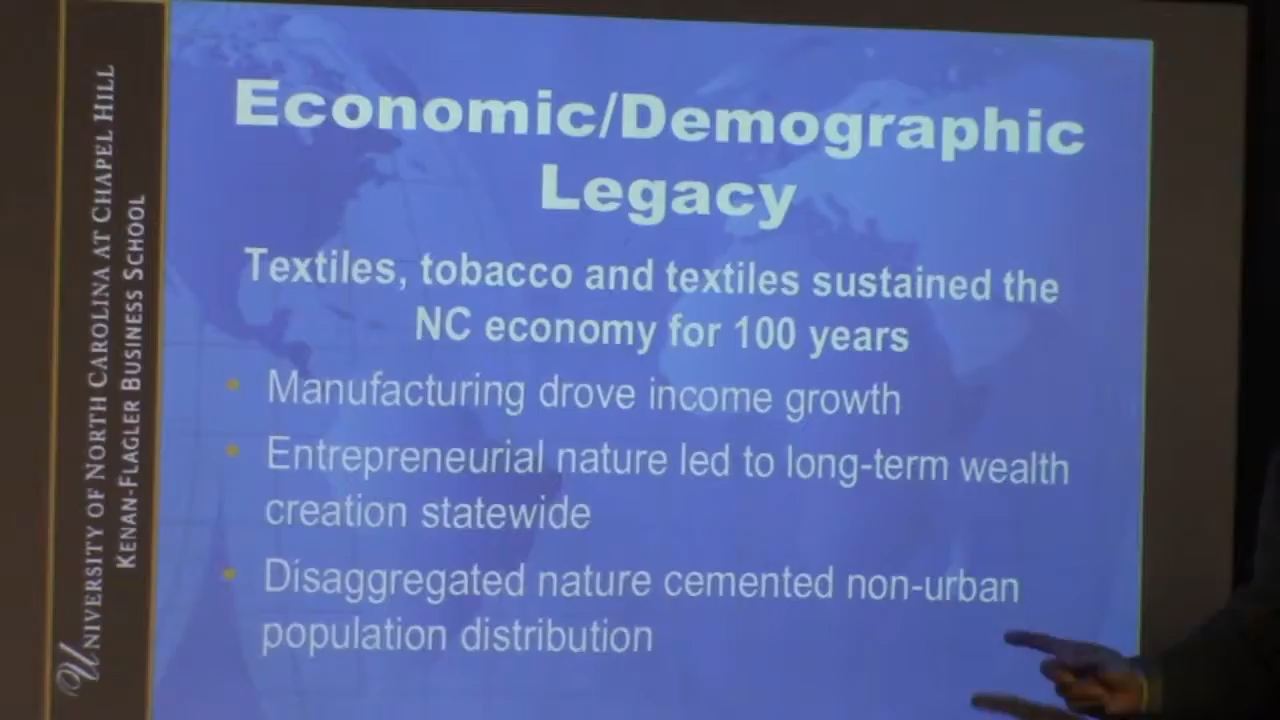 UNIVERSITY OF NORTH CAROLINA AT CHAPEL HILL
KENAN-FLAGLER BUSINESS SCHOOL
Economic/Demographic
Legacy
Textiles, tobacco and textiles sustained the
NC economy for 100 years
• Manufacturing drove income growth
• Entrepreneurial nature led to long-term wealth
creation statewide
• Disaggregated nature cemented non-urban
population distribution